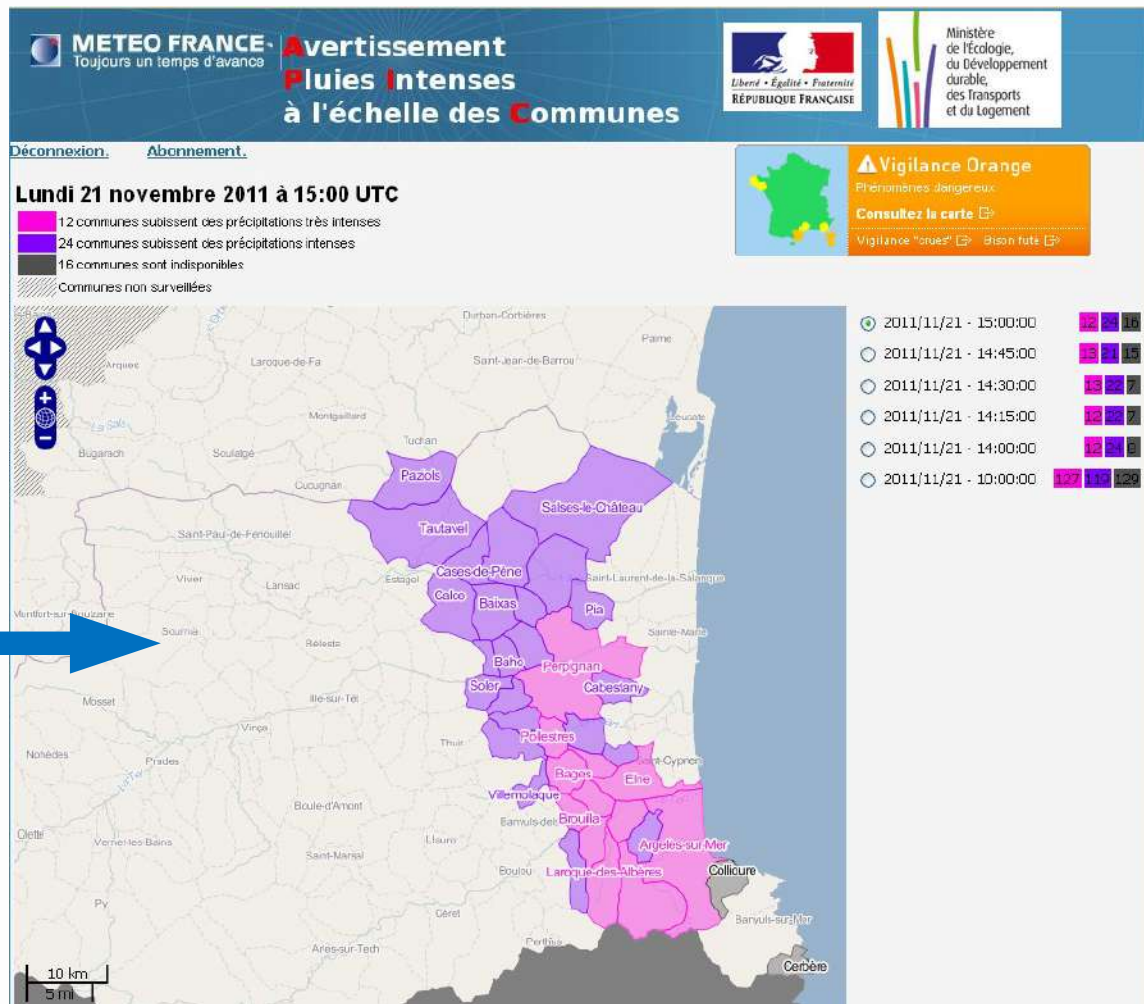 METEO FRANCE
Toujours un temps d'avance
Avertissement
Pluies Intenses
à l'échelle des Communes
Liberté • Égalité • Fraternité
RÉPUBLIQUE FRANÇAISE
Ministère
de l'Écologie,
du Développement
durable,
des Transports
et du Logement
Déconnexion. Abonnement.
Vigilance Orange
Phénomènes dangereux
Consultez la carte
Vigilance "crues" Bison futé
Lundi 21 novembre 2011 à 15:00 UTC
12 communes subissent des précipitations très intenses
24 communes subissent des précipitations intenses
16 communes sont indisponibles
Communes non surveillées
2011/11/21 - 15:00:00 12 24 16
2011/11/21 - 14:45:00 13 21 15
2011/11/21 - 14:30:00 13 22 7
2011/11/21 - 14:15:00 12 22 7
2011/11/21 - 14:00:00 12 24
2011/11/21 - 10:00:00 127 119 129
Durban-Corbières
Arques
Laroque-de-Fa
Saint-Jean-de-Barrou
Leucate
Montgaillard
Bugarach
Soulatgé
Tuchan
Cucugnan
Paziols
Salses-le-Château
Tautavel
Saint-Paul-de-Fenouillet
Cases-de-Pène
Estagel
Saint-Laurent-de-la-Salanque
Lansac
Calce
Baixas
Pia
Sournia
Bélesta
Sainte-Marie
Baho
Perpignan
Soler
Cabestany
Mosset
Ille-sur-Têt
Vinça
Pollestres
Thuir
Nohèdes
Prades
La Têt
Saint-Cyprien
Bages
Elne
Villemolaque
Boule-d'Amont
Banyuls-des
Brouilla
Olette
Vernet-les-Bains
Llauro
Argelès-sur-Mer
Saint-Marsal
Boulou
Laroque-des-Albères
Collioure
Py
Céret
Banyuls-sur-Mer
Arles-sur-Tech
Perthus
Cerbère
10 km
5 mi